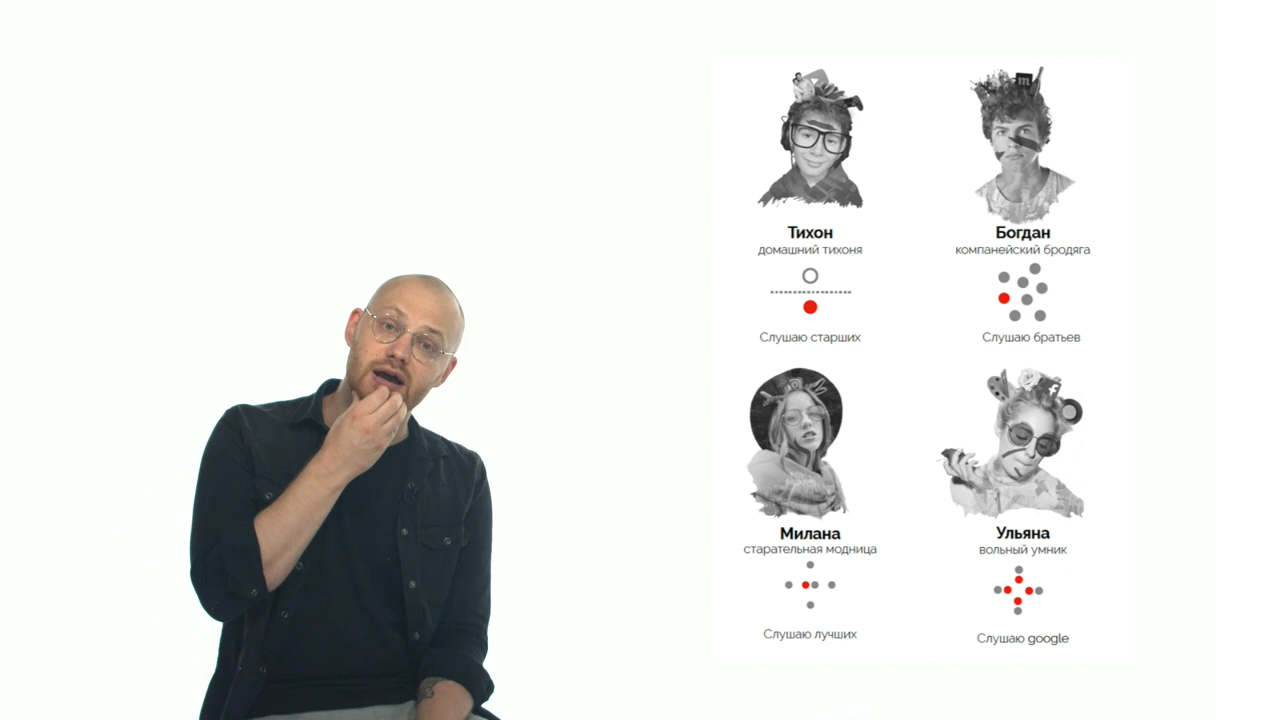 Тихон
домашний тихоня
Слушаю старших
Богдан
компанейский бродяга
Слушаю братьев
Милана
старательная модница
Слушаю лучших
Ульяна
вольный умник
Слушаю google